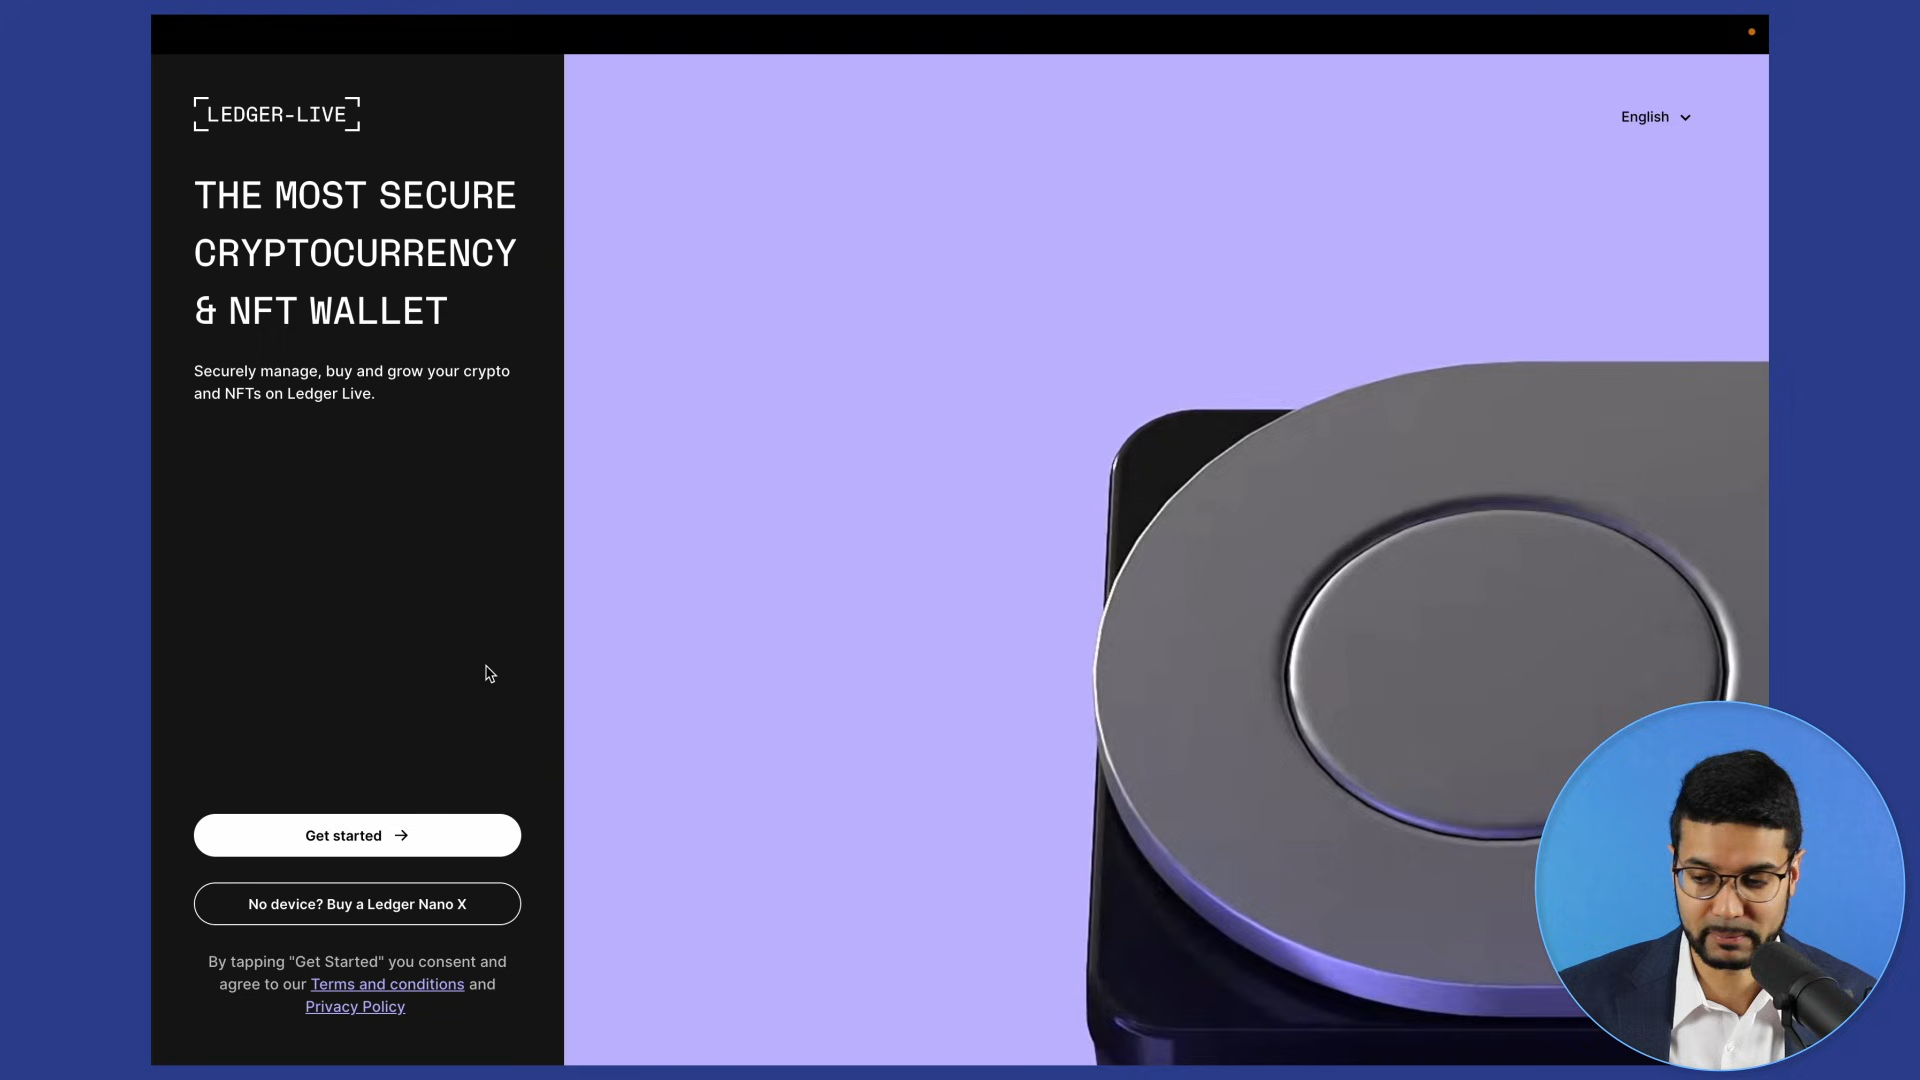 LEDGER-LIVE
English
THE MOST SECURE
CRYPTOCURRENCY
& NFT WALLET
Securely manage, buy and grow your crypto
and NFTs on Ledger Live.
Get started
No device? Buy a Ledger Nano X
By tapping "Get Started" you consent and
agree to our Terms and conditions and
Privacy Policy